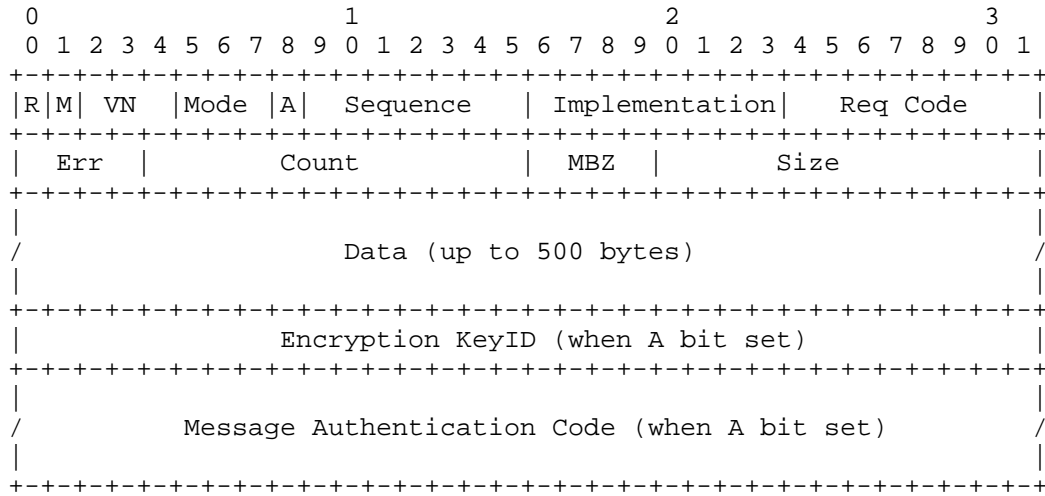 0                   1                   2                   3
 0 1 2 3 4 5 6 7 8 9 0 1 2 3 4 5 6 7 8 9 0 1 2 3 4 5 6 7 8 9 0 1
+-+-+-+-+-+-+-+-+-+-+-+-+-+-+-+-+-+-+-+-+-+-+-+-+-+-+-+-+-+-+-+-+
|R|M| VN  |Mode |A|  Sequence   | Implementation|   Req Code    |
+-+-+-+-+-+-+-+-+-+-+-+-+-+-+-+-+-+-+-+-+-+-+-+-+-+-+-+-+-+-+-+-+
|  Err  |        Count          |  MBZ  |        Size           |
+-+-+-+-+-+-+-+-+-+-+-+-+-+-+-+-+-+-+-+-+-+-+-+-+-+-+-+-+-+-+-+-+
|                                                               |
/                    Data (up to 500 bytes)                     /
|                                                               |
+-+-+-+-+-+-+-+-+-+-+-+-+-+-+-+-+-+-+-+-+-+-+-+-+-+-+-+-+-+-+-+-+
|                Encryption KeyID (when A bit set)              |
+-+-+-+-+-+-+-+-+-+-+-+-+-+-+-+-+-+-+-+-+-+-+-+-+-+-+-+-+-+-+-+-+
|                                                               |
/          Message Authentication Code (when A bit set)         /
|                                                               |
+-+-+-+-+-+-+-+-+-+-+-+-+-+-+-+-+-+-+-+-+-+-+-+-+-+-+-+-+-+-+-+-+